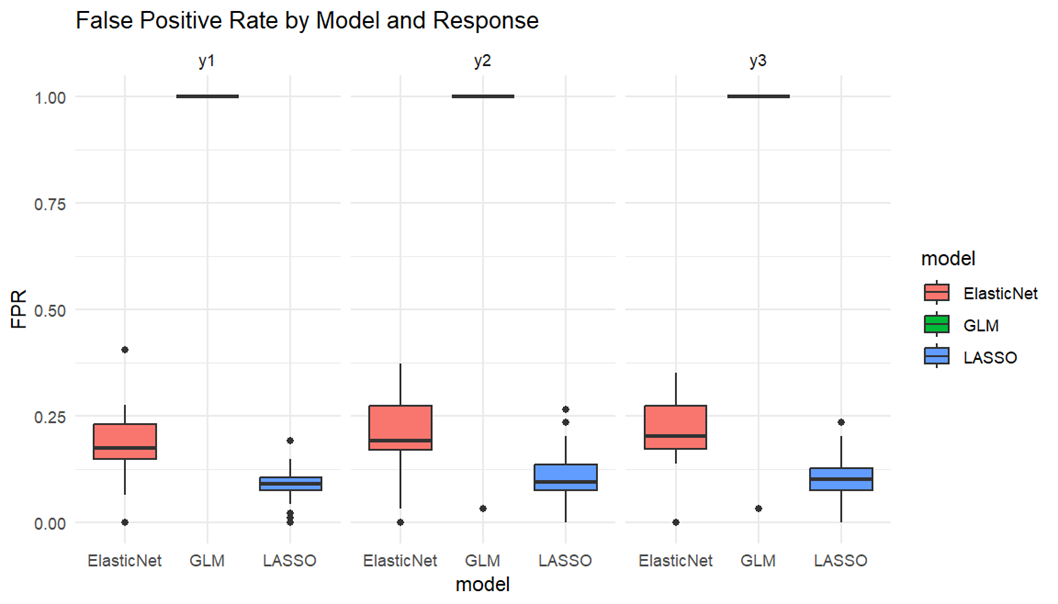 False Positive Rate by Model and Response
y1 y2 y3
1.00
0.75
0.50
0.25
0.00
FPR
ElasticNet GLM LASSO ElasticNet GLM LASSO ElasticNet GLM LASSO
model
model
ElasticNet
GLM
LASSO